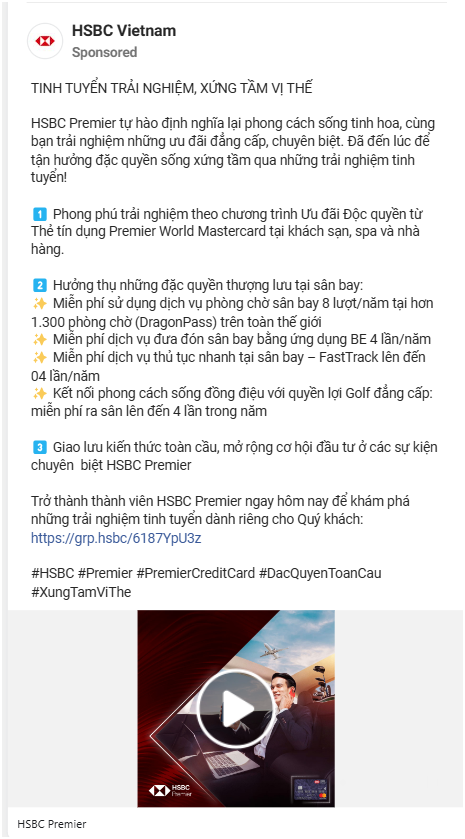 HSBC Vietnam
Sponsored
TINH TUYỂN TRẢI NGHIỆM, XỨNG TẦM VỊ THẾ
HSBC Premier tự hào định nghĩa lại phong cách sống tinh hoa, cùng
bạn trải nghiệm những ưu đãi đẳng cấp, chuyên biệt. Đã đến lúc để
tận hưởng đặc quyền sống xứng tầm qua những trải nghiệm tinh
tuyển!
1️⃣ Phong phú trải nghiệm theo chương trình Ưu đãi Độc quyền từ
Thẻ tín dụng Premier World Mastercard tại khách sạn, spa và nhà
hàng.
2️⃣ Hưởng thụ những đặc quyền thượng lưu tại sân bay:
✨ Miễn phí sử dụng dịch vụ phòng chờ sân bay 8 lượt/năm tại hơn
1.300 phòng chờ (DragonPass) trên toàn thế giới
✨ Miễn phí dịch vụ đưa đón sân bay bằng ứng dụng BE 4 lần/năm
✨ Miễn phí dịch vụ thủ tục nhanh tại sân bay – FastTrack lên đến
04 lần/năm
✨ Kết nối phong cách sống đồng điệu với quyền lợi Golf đẳng cấp:
miễn phí ra sân lên đến 4 lần trong năm
3️⃣ Giao lưu kiến thức toàn cầu, mở rộng cơ hội đầu tư ở các sự kiện
chuyên  biệt HSBC Premier
Trở thành thành viên HSBC Premier ngay hôm nay để khám phá
những trải nghiệm tinh tuyển dành riêng cho Quý khách:
https://grp.hsbc/6187YpU3z
#HSBC #Premier #PremierCreditCard #DacQuyenToanCau
#XungTamViThe
HSBC
Premier
HSBC Premier